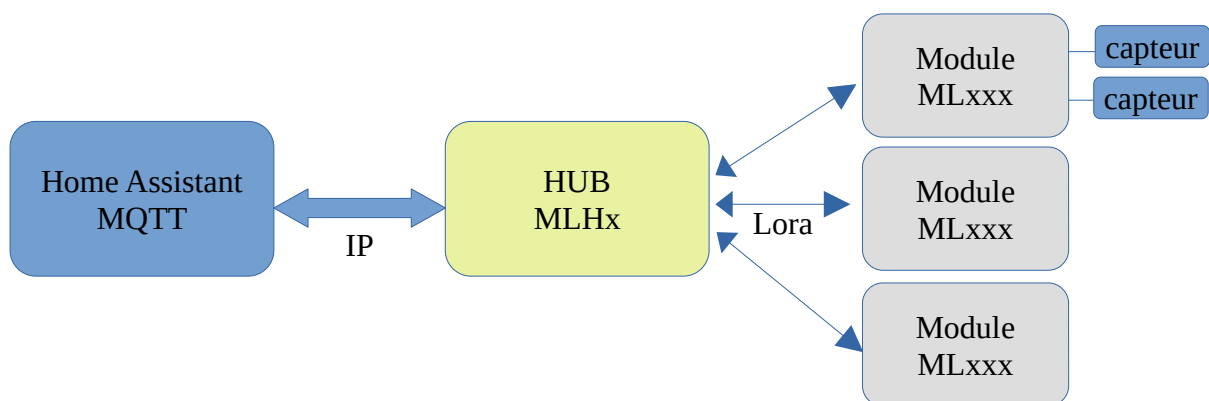 Home Assistant
MQTT
IP
HUB
MLHx
Lora
Module
MLxxx
capteur
capteur
Module
MLxxx
Module
MLxxx